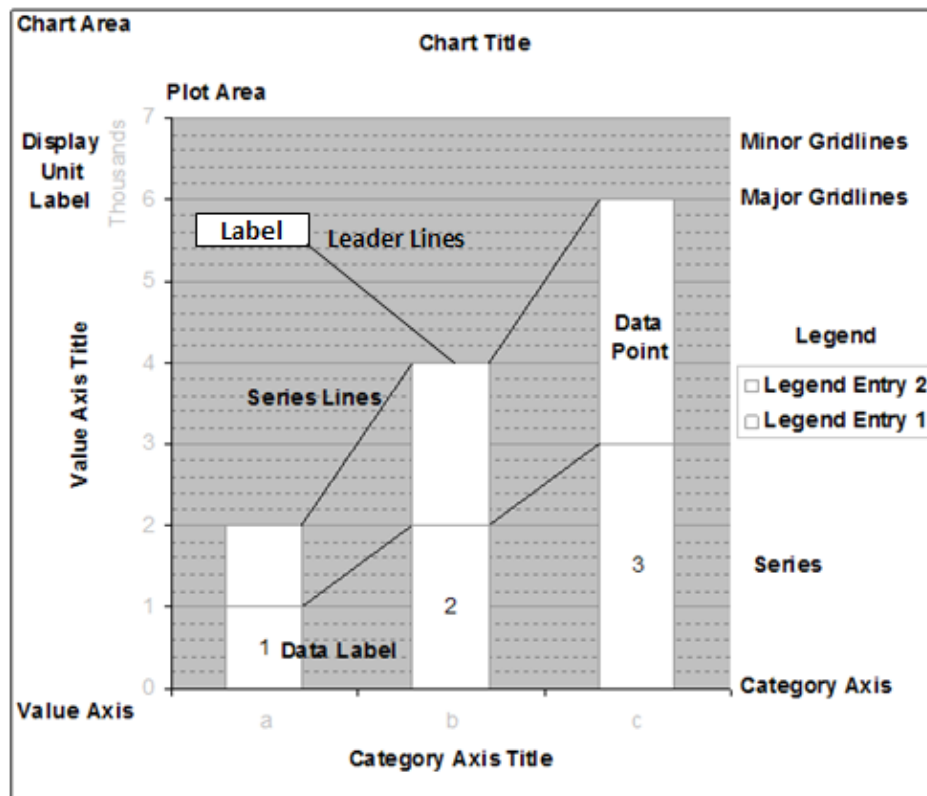 Chart Area
Chart Title
Plot Area
7
Display
Unit
Label
Thousands
Minor Gridlines
6
Major Gridlines
Label
Leader Lines
5
Value Axis Title
Data
Point
Legend
4
Legend Entry 2
Series Lines
Legend Entry 1
3
2
Series
3
1
2
1
Data Label
0
Category Axis
Value Axis
a
b
c
Category Axis Title